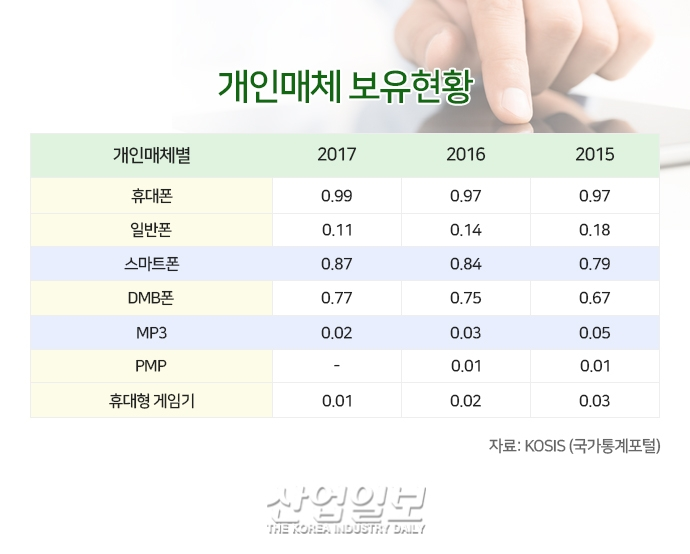 개인매체 보유현황
개인매체별 2017 2016 2015
휴대폰 0.99 0.97 0.97
일반폰 0.11 0.14 0.18
스마트폰 0.87 0.84 0.79
DMB폰 0.77 0.75 0.67
MP3 0.02 0.03 0.05
PMP - 0.01 0.01
휴대형 게임기 0.01 0.02 0.03
자료: KOSIS (국가통계포털)
산업일보
THE KOREA INDUSTRY DAILY